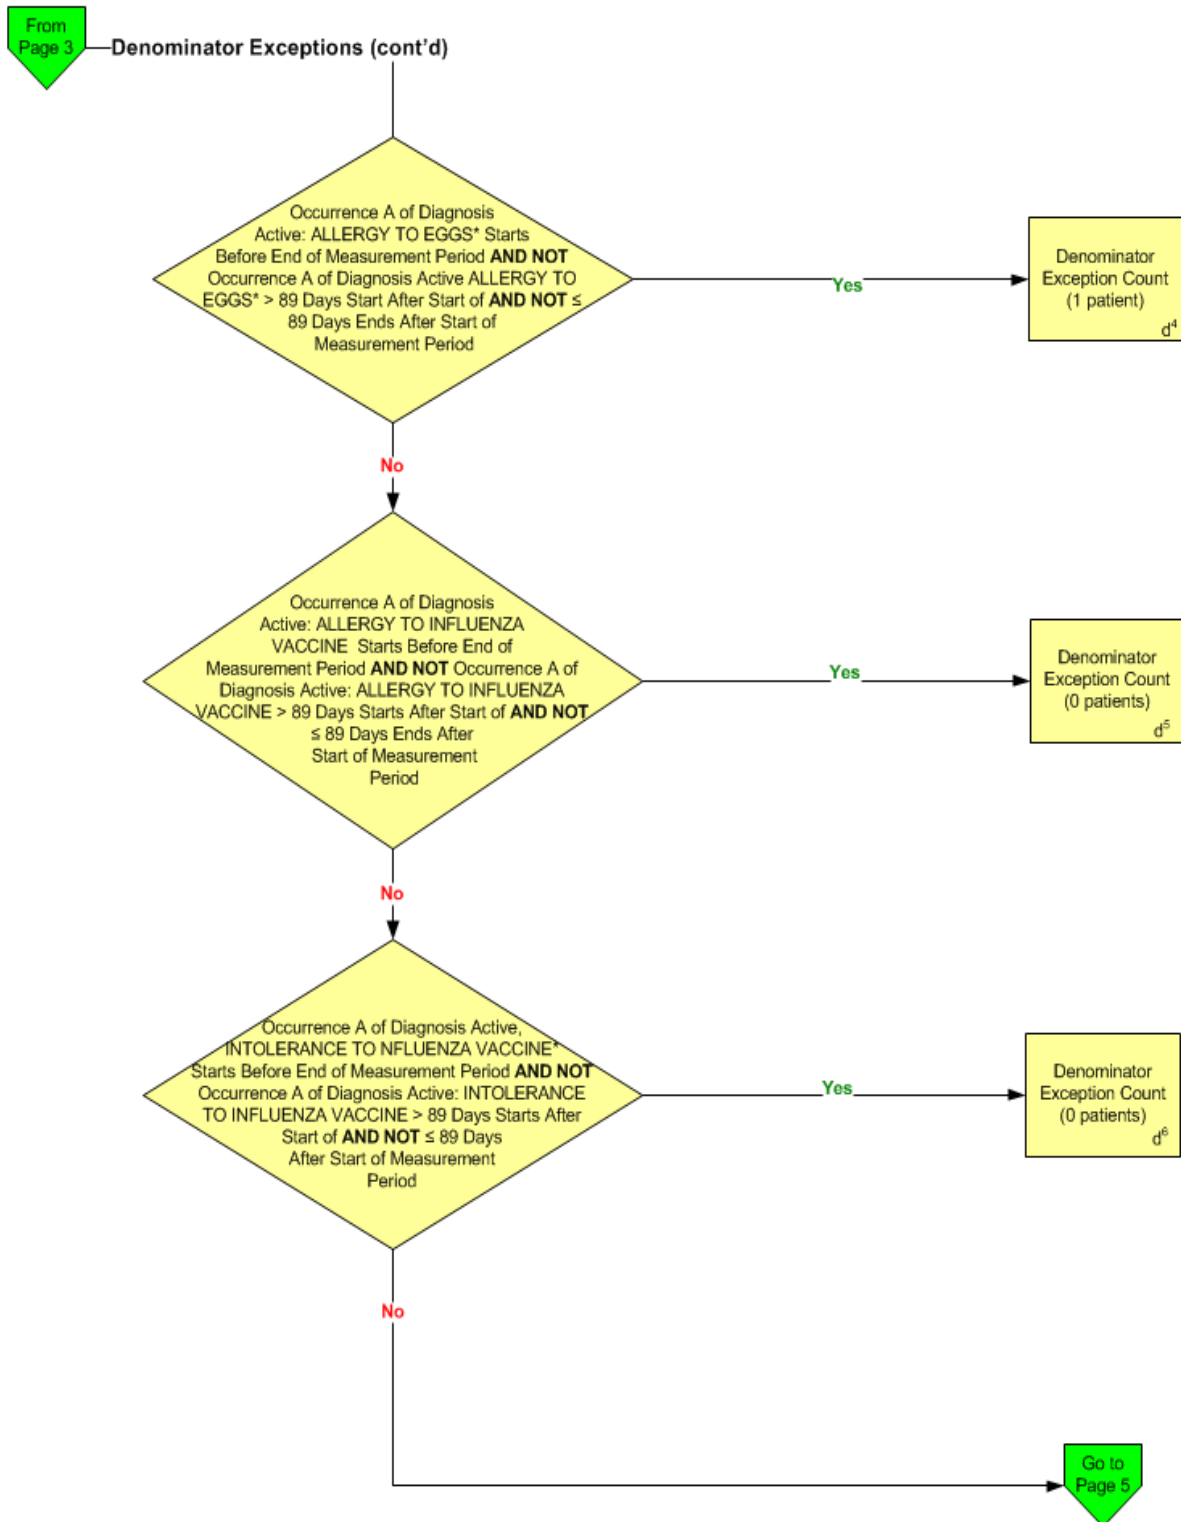 From
Page 3
Denominator Exceptions (cont’d)
Occurrence A of Diagnosis
Active: ALLERGY TO EGGS* Starts
Before End of Measurement Period AND NOT
Occurrence A of Diagnosis Active ALLERGY TO
EGGS* > 89 Days Start After Start of AND NOT ≤
89 Days Ends After Start of
Measurement Period
Yes
Denominator
Exception Count
(1 patient)
d⁴
No
Occurrence A of Diagnosis
Active: ALLERGY TO INFLUENZA
VACCINE Starts Before End of
Measurement Period AND NOT Occurrence A of
Diagnosis Active: ALLERGY TO INFLUENZA
VACCINE > 89 Days Starts After Start of AND NOT
≤ 89 Days Ends After
Start of Measurement
Period
Yes
Denominator
Exception Count
(0 patients)
d⁵
No
Occurrence A of Diagnosis Active,
INTOLERANCE TO NFLUENZA VACCINE*
Starts Before End of Measurement Period AND NOT
Occurrence A of Diagnosis Active: INTOLERANCE
TO INFLUENZA VACCINE > 89 Days Starts After
Start of AND NOT ≤ 89 Days
After Start of Measurement
Period
Yes
Denominator
Exception Count
(0 patients)
d⁶
No
Go to
Page 5